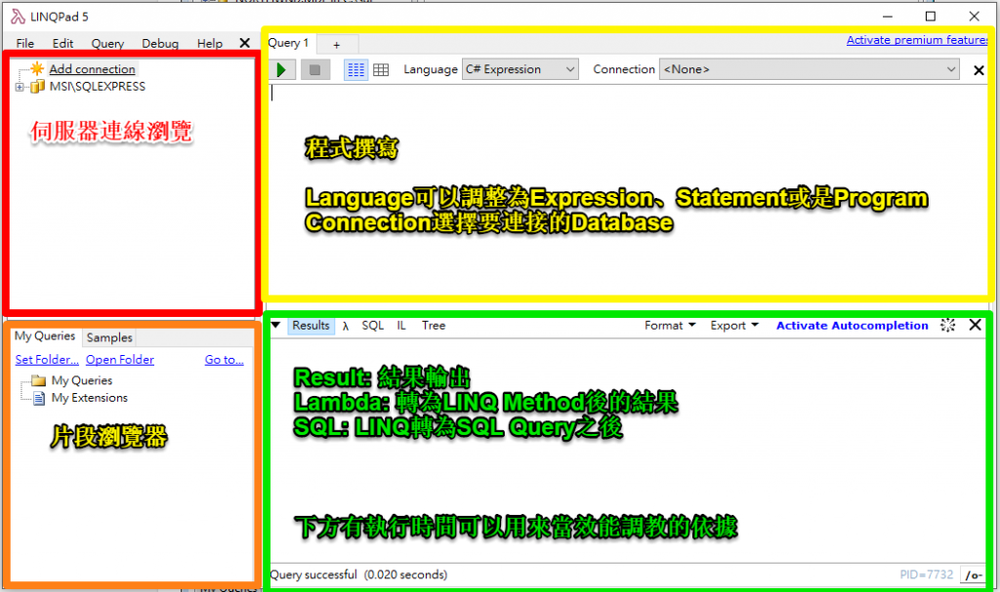 LINQPad 5
File Edit Query Debug Help
Add connection
MSI\SQLEXPRESS
伺服器連線瀏覽
Query 1 +
Activate premium features
Language C# Expression Connection <None>
程式撰寫
Language可以調整為Expression、Statement或是Program
Connection選擇要連接的Database
My Queries Samples
Set Folder... Open Folder Go to...
My Queries
My Extensions
片段瀏覽器
Results λ SQL IL Tree Format Export Activate Autocompletion
Result: 結果輸出
Lambda: 轉為LINQ Method後的結果
SQL: LINQ轉為SQL Query之後
下方有執行時間可以用來當效能調教的依據
Query successful (0.020 seconds)
PID=7732 /o-